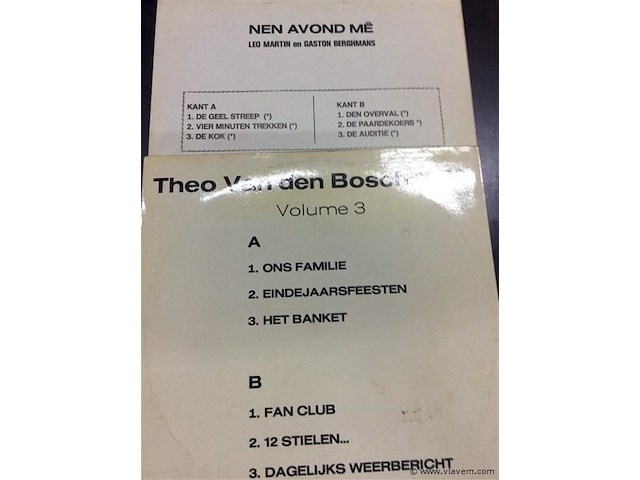 NEN AVOND MÊ
LEO MARTIN en GASTON BERGHMANS
KANT A
1. DE GEEL STREEP (*)
2. VIER MINUTEN TREKKEN (*)
3. DE KOK (*)
KANT B
1. DEN OVERVAL (*)
2. DE PAARDEKOERS *)
3. DE AUDITIE (*)
Theo Van den Bosch
Volume 3
A
1. ONS FAMILIE
2. EINDEJAARSFEESTEN
3. HET BANKET
B
1. FAN CLUB
2. 12 STIELEN...
3. DAGELIJKS WEERBERICHT
© www.vlavem.com